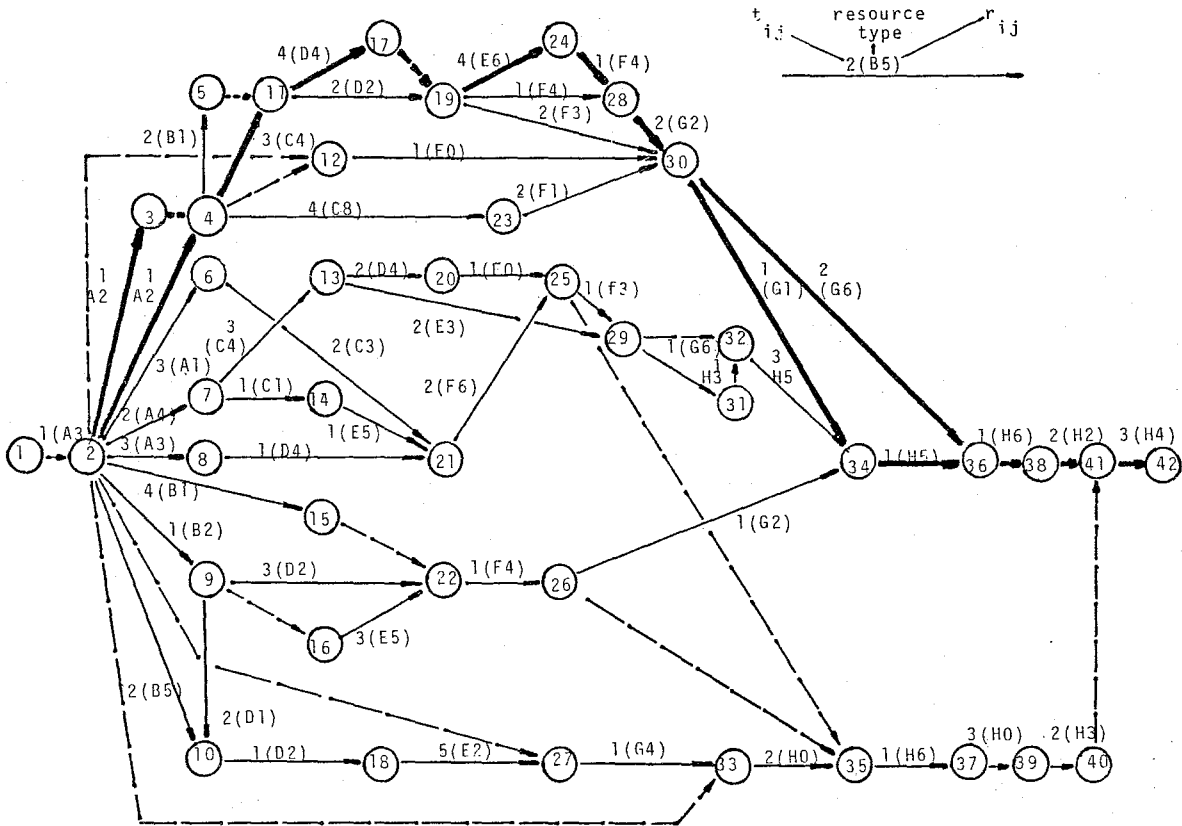 t ij resource type r ij
2(B5)
17
24
4(D4)
4(E6)
1(F4)
5
11
2(D2)
19
1(F4)
28
2(F3)
2(B1)
3(C4)
12
1(E0)
2(G2)
30
3
4
4(C8)
23
2(F1)
1 A2
1 A2
6
13
2(D4)
20
1(E0)
25
1(F3)
1 (G1)
2 (G6)
2(E3)
29
1(G6)
32
3 H5
3 (C4)
2(C3)
3(A1)
7
1(C1)
14
2(F6)
1 H3
31
2(A4)
1(E5)
1
1(A3)
2
3(A3)
8
1(D4)
21
34
1(H5)
36
1(H6)
38
2(H2)
41
3(H4)
42
4(B1)
15
1(B2)
1(G2)
9
3(D2)
22
1(F4)
26
16
3(E5)
2(B5)
2(D1)
10
1(D2)
18
5(E2)
27
1(G4)
33
2(H0)
35
1(H6)
37
3(H0)
39
2(H3)
40